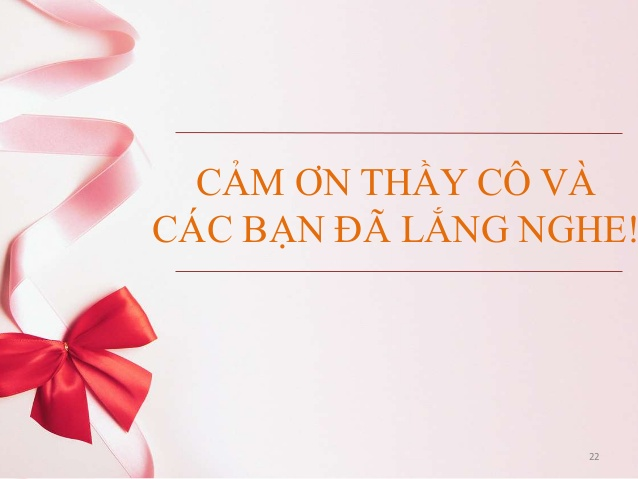 CẢM ƠN THẦY CÔ VÀ
CÁC BẠN ĐÃ LẮNG NGHE!
22